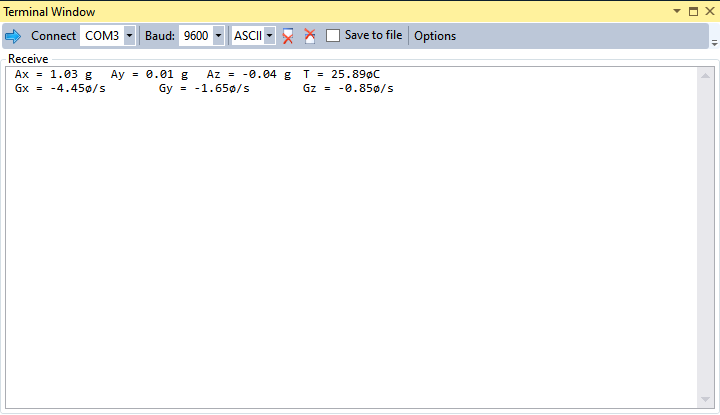 Terminal Window
Connect COM3 Baud: 9600 ASCII Save to file Options
Receive
Ax = 1.03 g Ay = 0.01 g Az = -0.04 g T = 25.89øC
Gx = -4.45ø/s Gy = -1.65ø/s Gz = -0.85ø/s